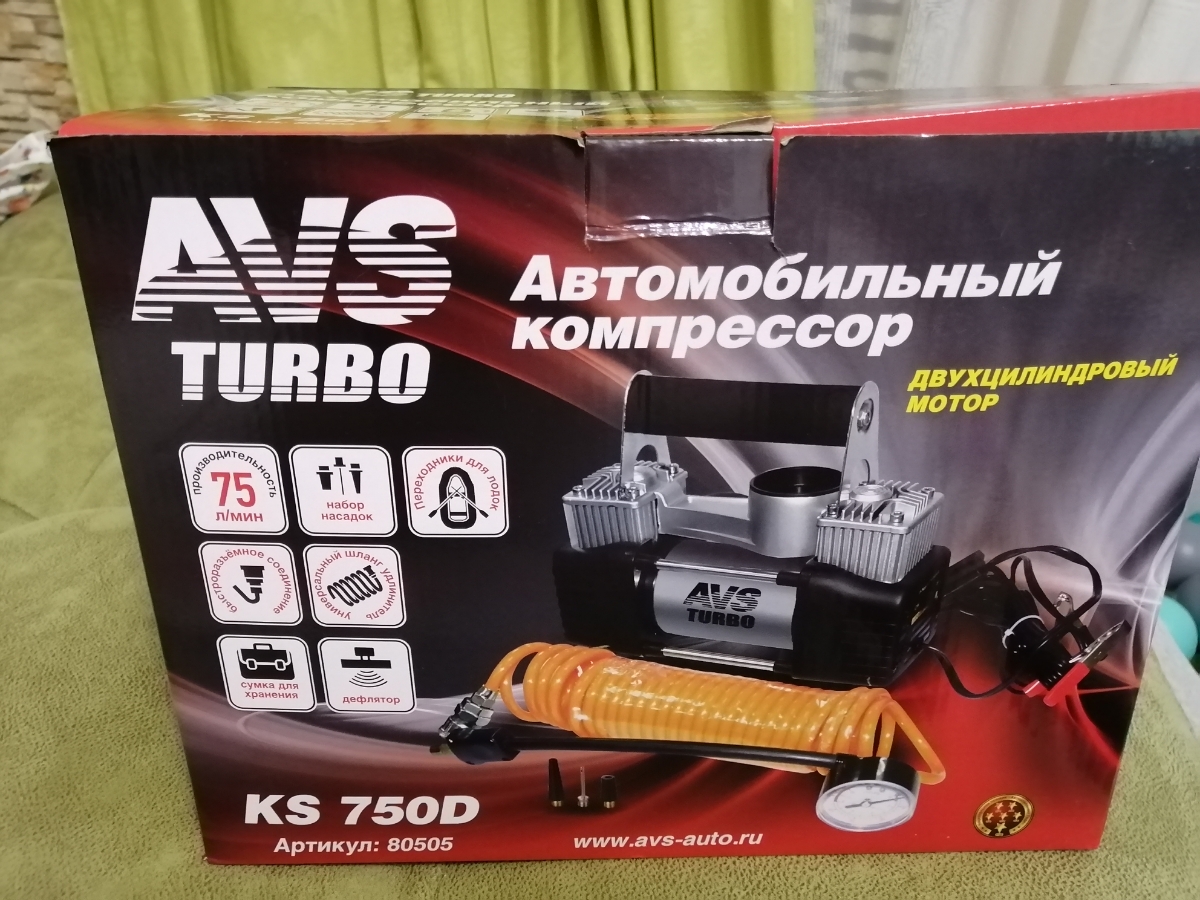 TURBO
AVS
TURBO
Автомобильный
компрессор
ДВУХЦИЛИНДРОВЫЙ
МОТОР
производительность
75
л/мин
набор
насадок
Переходники для лодок
быстроразъёмное соединение
универсальный шланг удлинитель
сумка для
хранения
дефлятор
AVS
TURBO
KS 750D
Артикул: 80505
www.avs-auto.ru